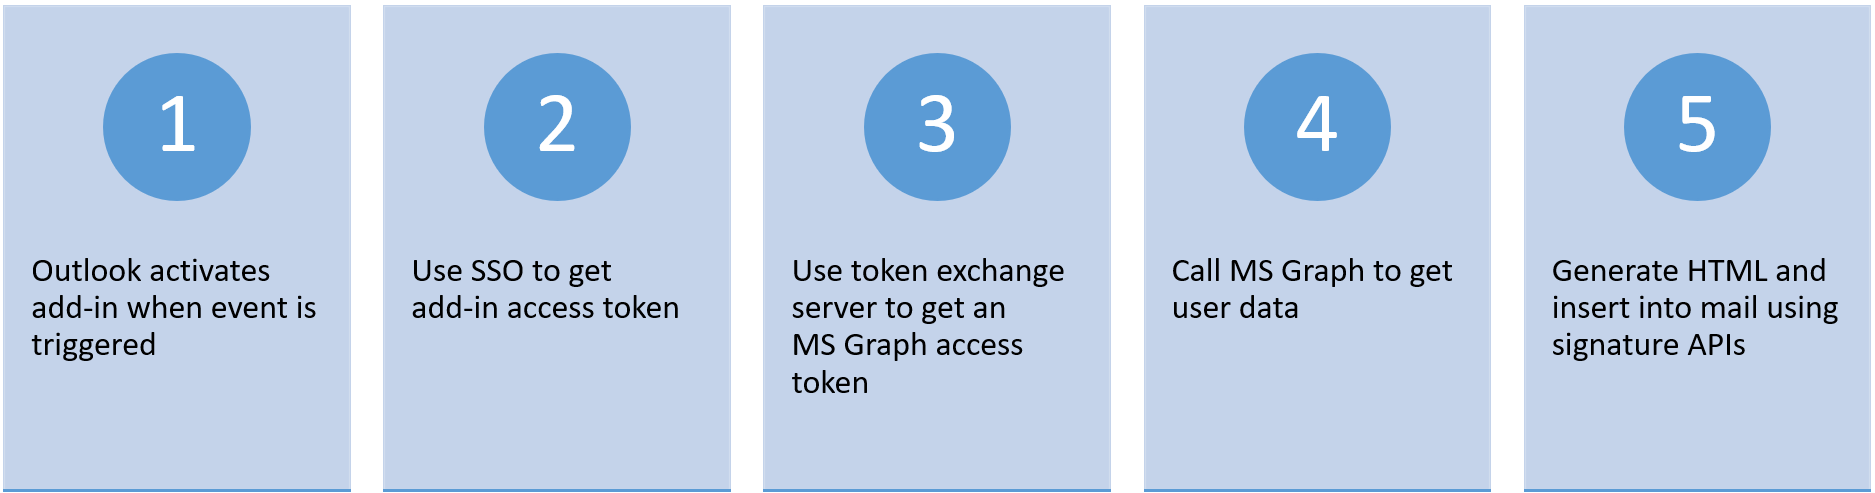 1
Outlook activates
add-in when event is
triggered
2
Use SSO to get
add-in access token
3
Use token exchange
server to get an
MS Graph access
token
4
Call MS Graph to get
user data
5
Generate HTML and
insert into mail using
signature APIs